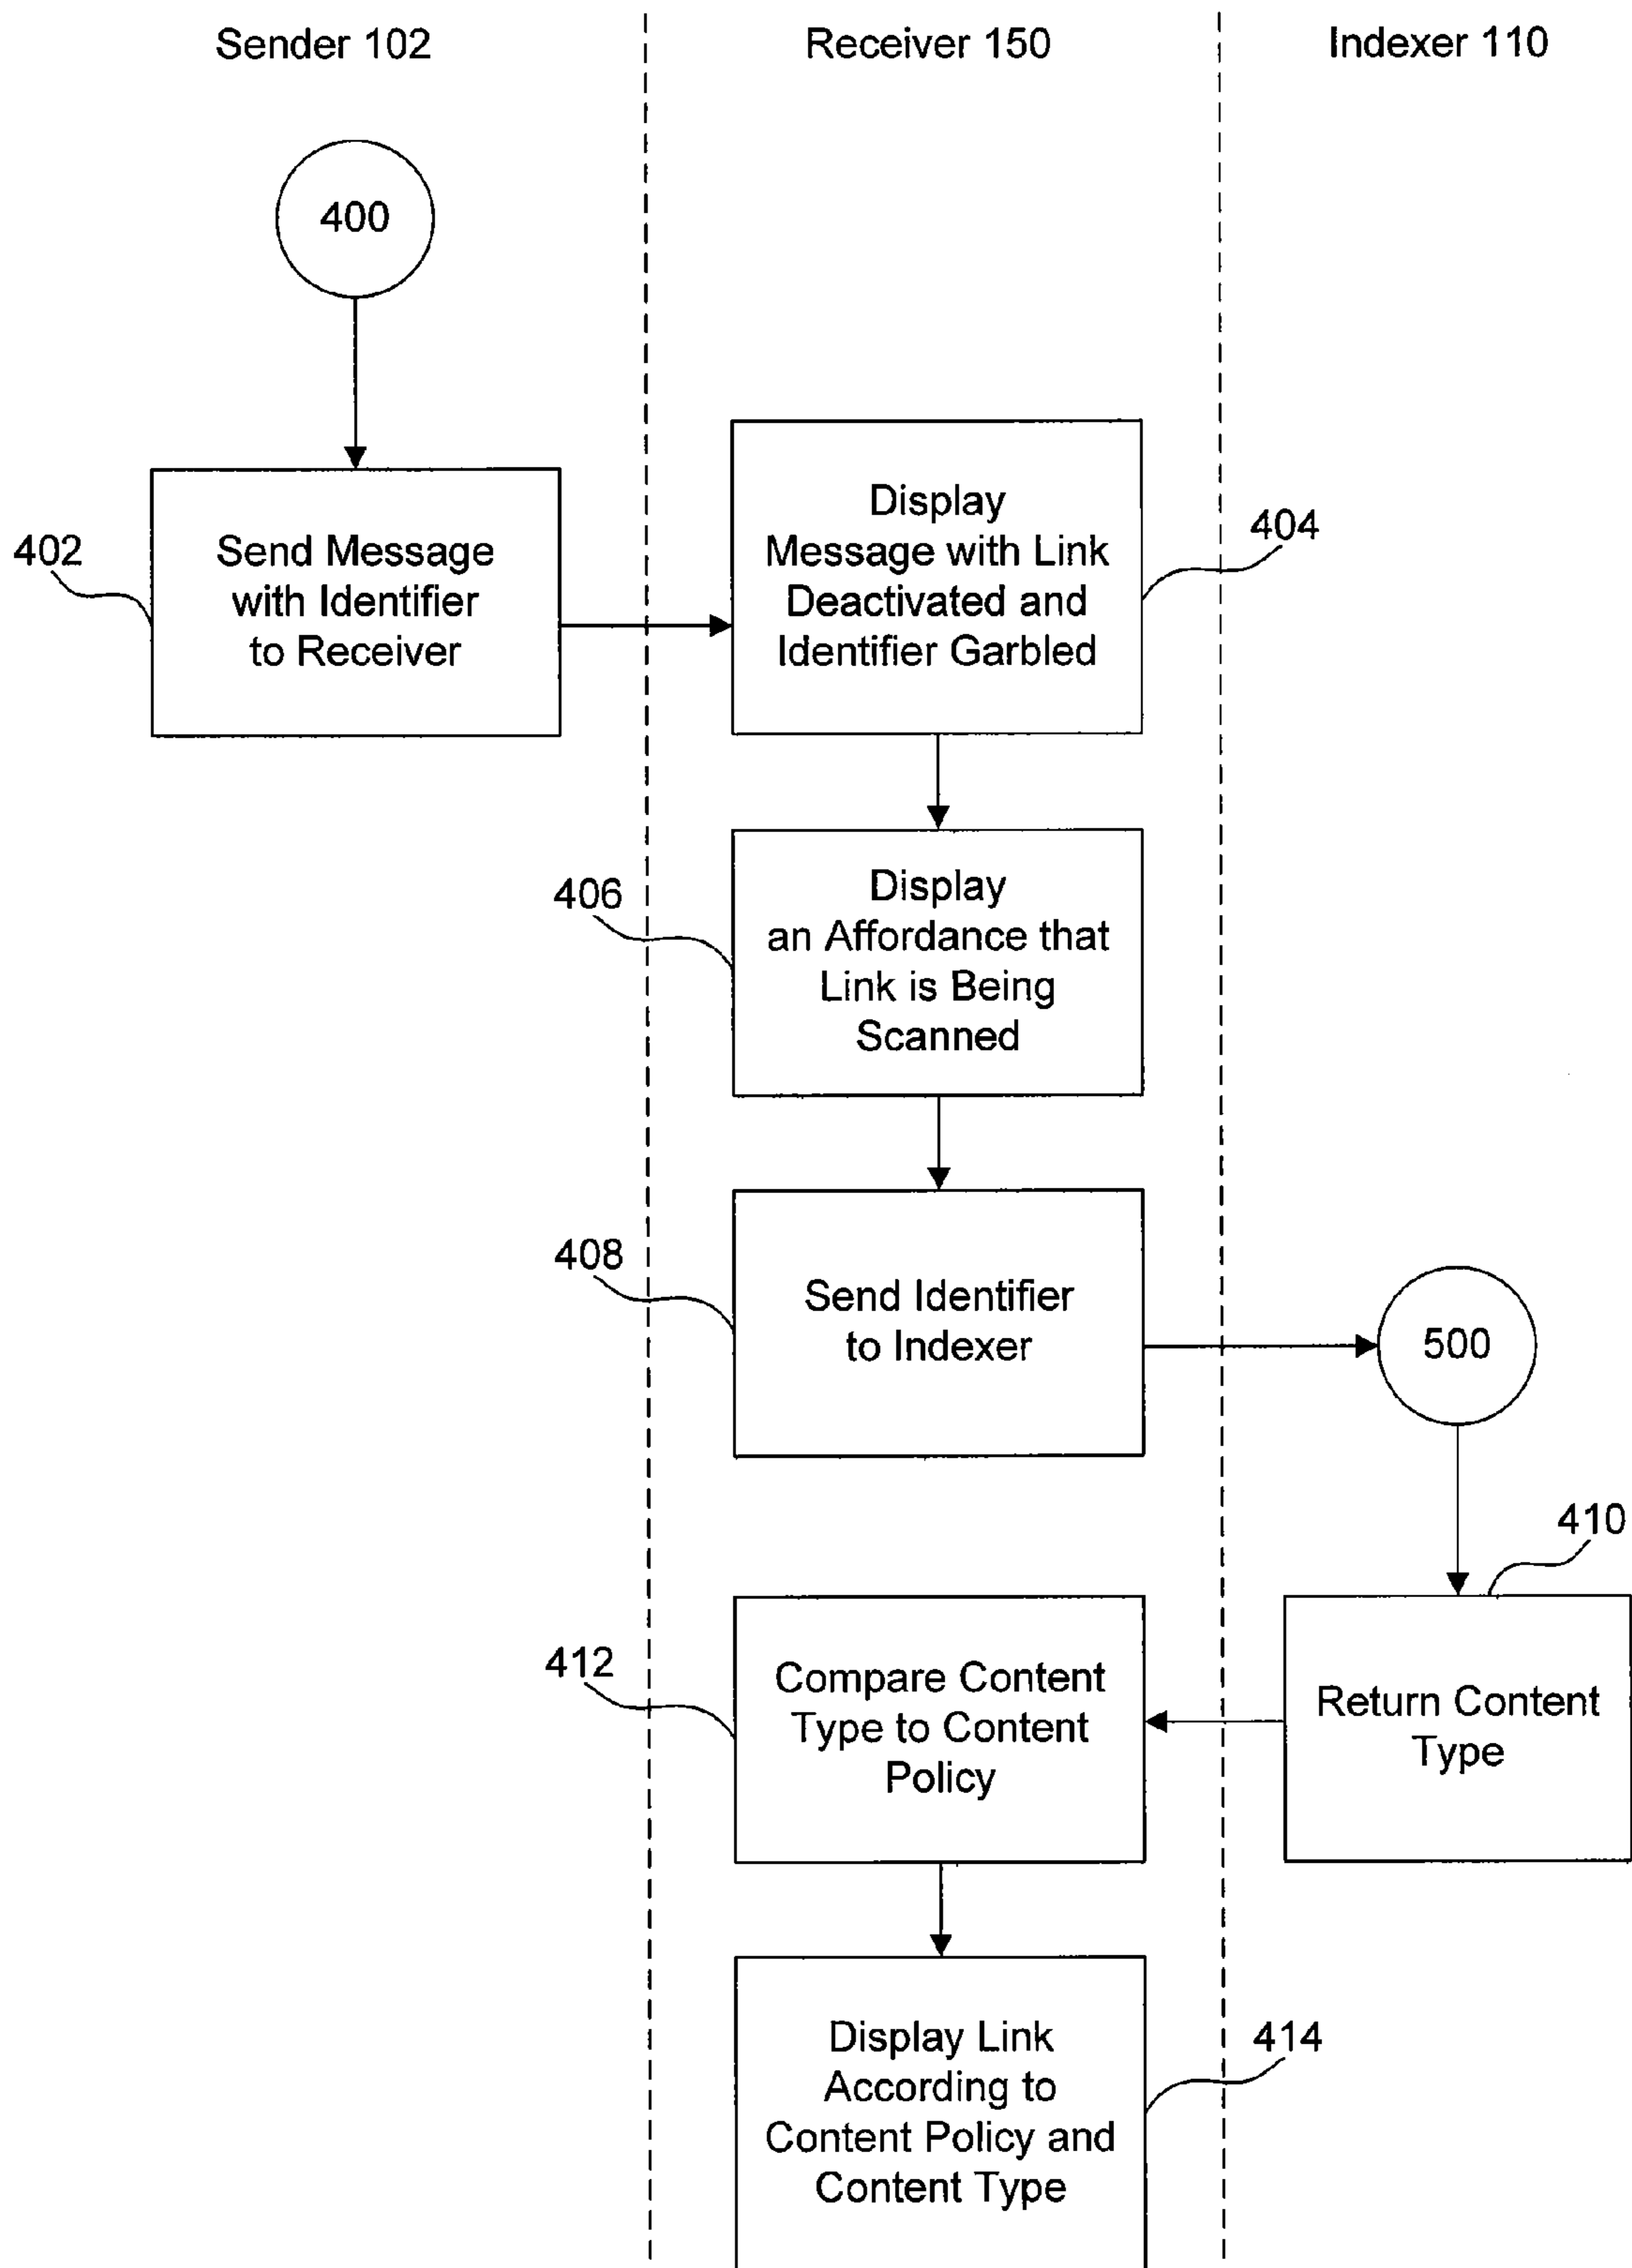 Sender 102
Receiver 150
Indexer 110
400
402
Send Message
with Identifier
to Receiver
Display
Message with Link
Deactivated and
Identifier Garbled
404
406
Display
an Affordance that
Link is Being
Scanned
408
Send Identifier
to Indexer
500
410
Return Content
Type
412
Compare Content
Type to Content
Policy
Display Link
According to
Content Policy and
Content Type
414